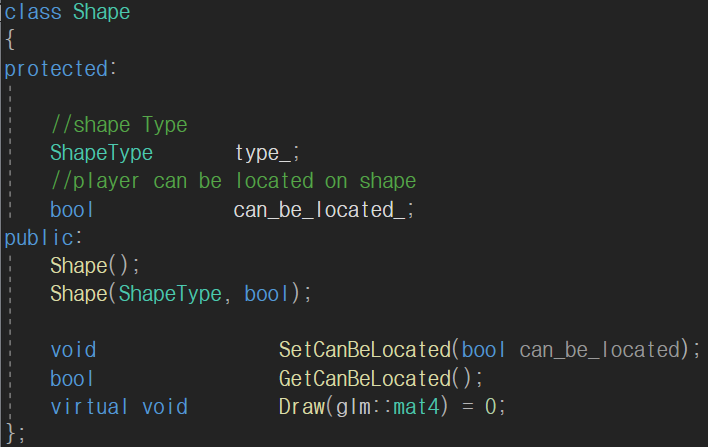 class Shape
{
protected:
//shape Type
ShapeType type_;
//player can be located on shape
bool can_be_located_;
public:
Shape();
Shape(ShapeType, bool);
void SetCanBeLocated(bool can_be_located);
bool GetCanBeLocated();
virtual void Draw(glm::mat4) = 0;
};